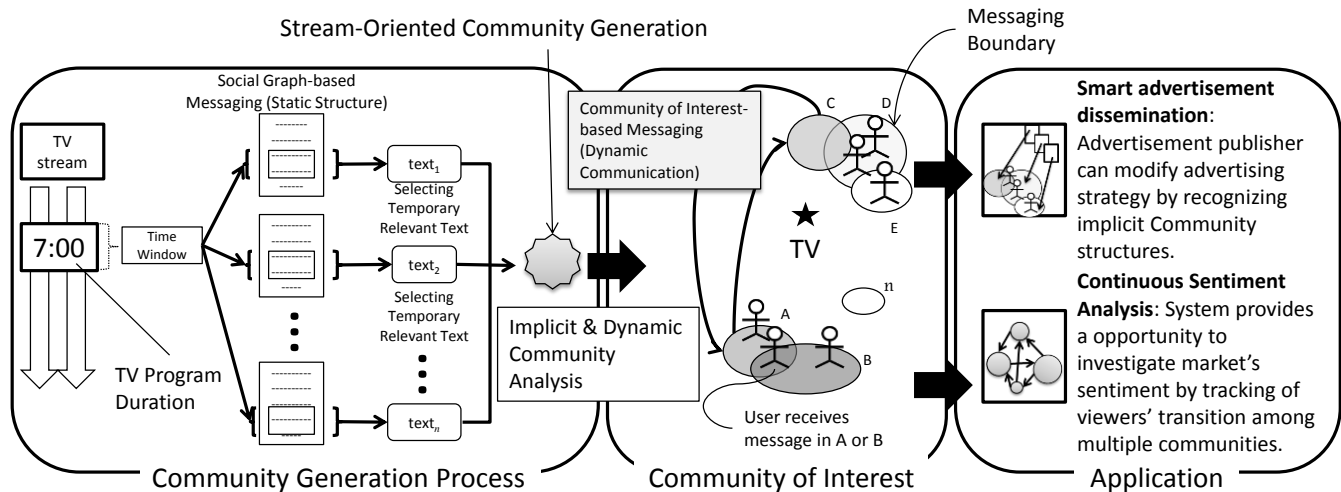 Stream-Oriented Community Generation
Messaging
Boundary
Social Graph-based
Messaging (Static Structure)
TV
stream
7:00
Time
Window
TV Program
Duration
text1
Selecting
Temporary
Relevant Text
text2
Selecting
Temporary
Relevant Text
textn
Implicit & Dynamic
Community
Analysis
Community Generation Process
Community of Interest-
based Messaging
(Dynamic
Communication)
C
D
E
TV
n
A
B
User receives
message in A or B
Community of Interest
Smart advertisement
dissemination:
Advertisement publisher
can modify advertising
strategy by recognizing
implicit Community
structures.
Continuous Sentiment
Analysis: System provides
a opportunity to
investigate market’s
sentiment by tracking of
viewers’ transition among
multiple communities.
Application